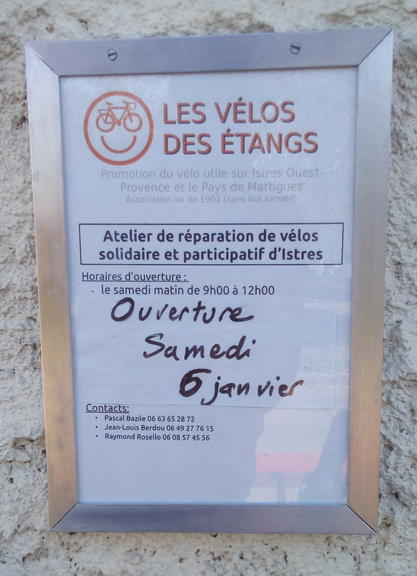 LES VÉLOS
DES ÉTANGS
Promotion du vélo utile sur Istres Ouest-
Provence et le Pays de Martigues
Association loi de 1901 (sans but lucratif)
Atelier de réparation de vélos
solidaire et participatif d'Istres
Horaires d'ouverture :
• le samedi matin de 9h00 à 12h00
Ouverture
Samedi
6 janvier
Contacts:
• Pascal Bazile 06 63 65 28 72
• Jean-Louis Berdou 06 49 27 76 15
• Raymond Rosello 06 08 57 45 56